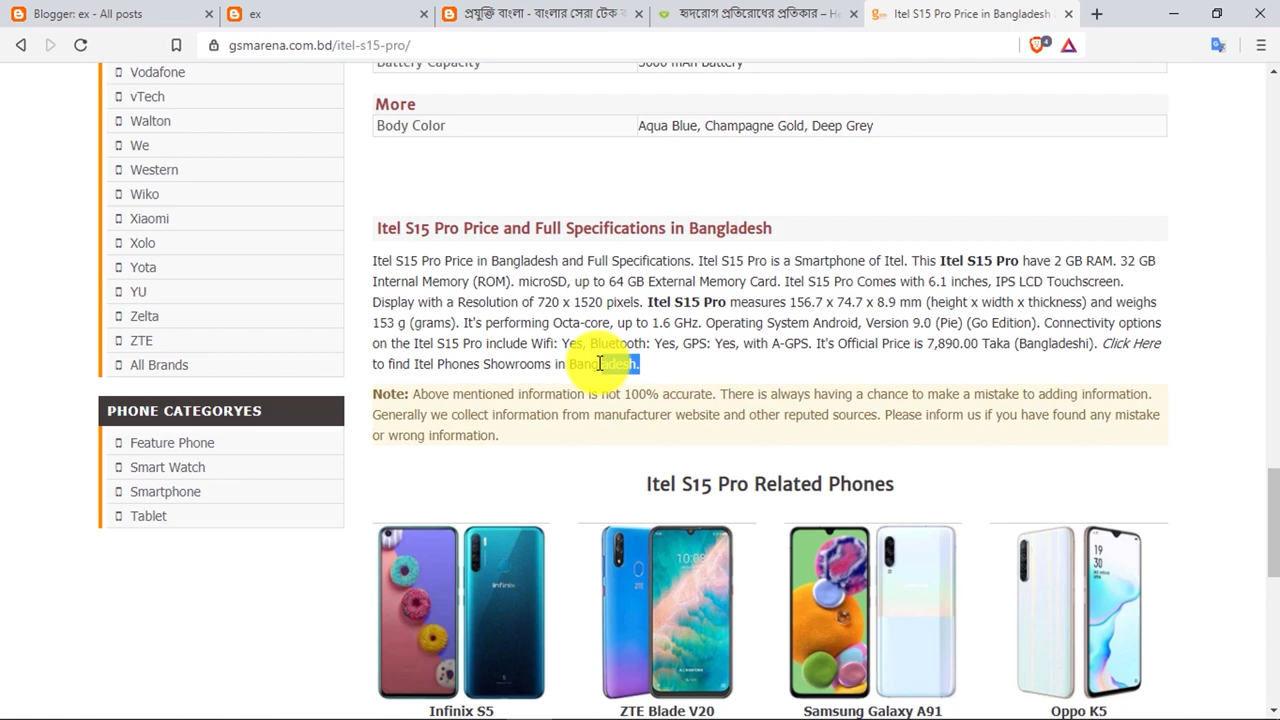 Blogger: ex - All posts
ex
প্রযুক্তি বাংলা - বাংলার সেরা টেক ব
হৃদরোগ প্রতিরোধের প্রতিকার – He
Itel S15 Pro Price in Bangladesh
gsmarena.com.bd/itel-s15-pro/
4
Vodafone
vTech
Walton
We
Western
Wiko
Xiaomi
Xolo
Yota
YU
Zelta
ZTE
All Brands
PHONE CATEGORYES
Feature Phone
Smart Watch
Smartphone
Tablet
Battery Capacity 5000 mAh Battery
More
Body Color Aqua Blue, Champagne Gold, Deep Grey
Itel S15 Pro Price and Full Specifications in Bangladesh
Itel S15 Pro Price in Bangladesh and Full Specifications. Itel S15 Pro is a Smartphone of Itel. This Itel S15 Pro have 2 GB RAM. 32 GB
Internal Memory (ROM). microSD, up to 64 GB External Memory Card. Itel S15 Pro Comes with 6.1 inches, IPS LCD Touchscreen.
Display with a Resolution of 720 x 1520 pixels. Itel S15 Pro measures 156.7 x 74.7 x 8.9 mm (height x width x thickness) and weighs
153 g (grams). It's performing Octa-core, up to 1.6 GHz. Operating System Android, Version 9.0 (Pie) (Go Edition). Connectivity options
on the Itel S15 Pro include Wifi: Yes, Bluetooth: Yes, GPS: Yes, with A-GPS. It's Official Price is 7,890.00 Taka (Bangladeshi). Click Here
to find Itel Phones Showrooms in Bangladesh.
Note: Above mentioned information is not 100% accurate. There is always having a chance to make a mistake to adding information.
Generally we collect information from manufacturer website and other reputed sources. Please inform us if you have found any mistake
or wrong information.
Itel S15 Pro Related Phones
Infinix
10:08
19
30
Infinix S5
ZTE Blade V20
Samsung Galaxy A91
Oppo K5